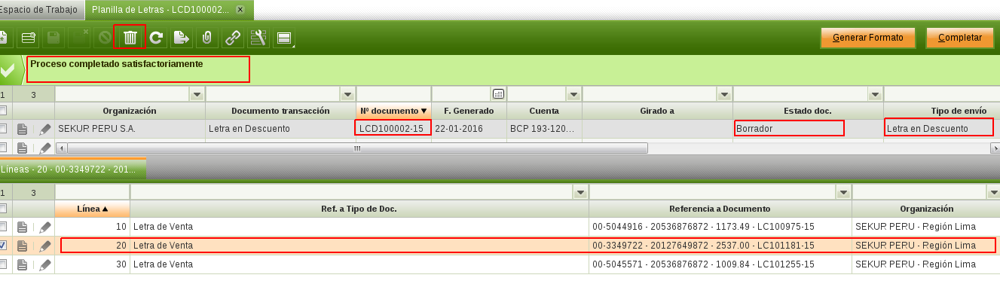 Espacio de Trabajo Planilla de Letras - LCD100002...
Generar Formato Completar
Proceso completado satisfactoriamente
1 3
Organización Documento transacción Nº documento F. Generado Cuenta Girado a Estado doc. Tipo de envío
SEKUR PERU S.A. Letra en Descuento LCD100002-15 22-01-2016 BCP 193-120... Borrador Letra en Descuento
Líneas - 20 - 00-3349722 - 201...
1 3
Línea Ref. a Tipo de Doc. Referencia a Documento Organización
10 Letra de Venta 00-5044916 - 20536876872 - 1173.49 - LC100975-15 SEKUR PERU - Región Lima
20 Letra de Venta 00-3349722 - 20127649872 - 2537.00 - LC101181-15 SEKUR PERU - Región Lima
30 Letra de Venta 00-5045571 - 20536876872 - 1009.84 - LC101255-15 SEKUR PERU - Región Lima